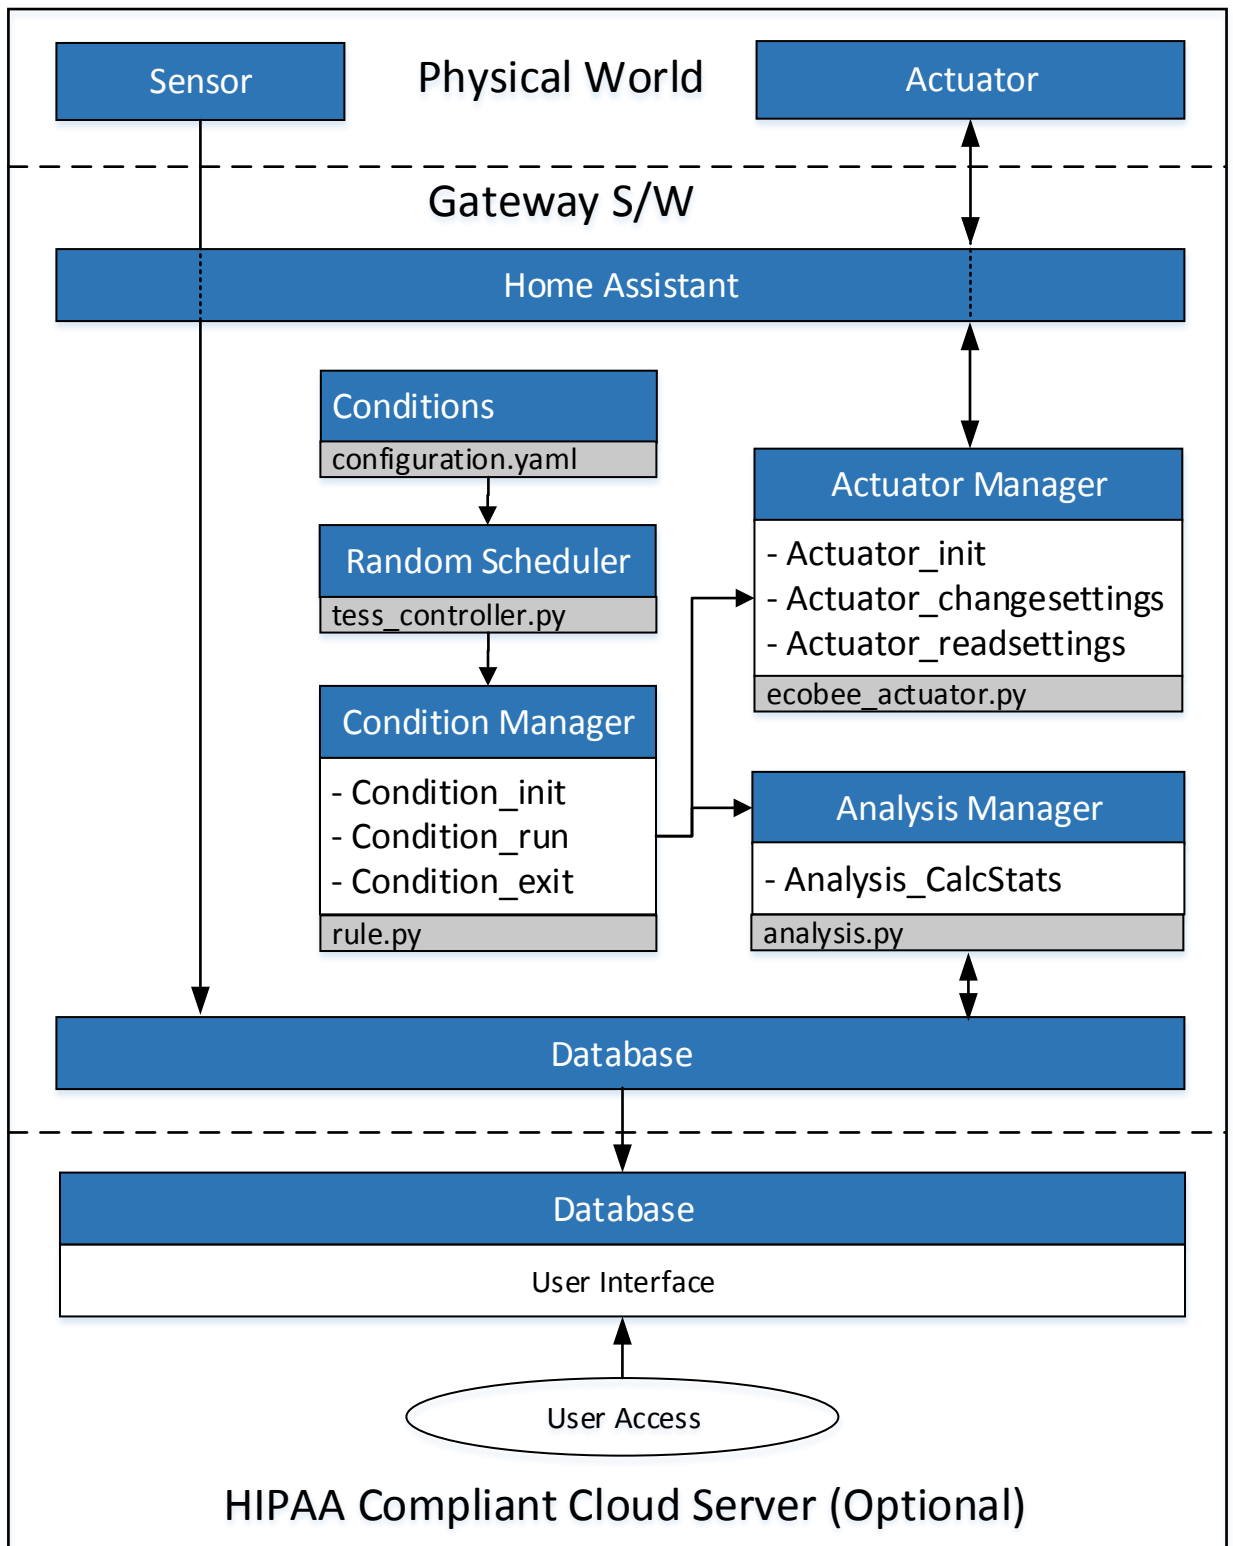 Sensor
Physical World
Actuator
Gateway S/W
Home Assistant
Conditions
configuration.yaml
Random Scheduler
tess_controller.py
Condition Manager
- Condition_init
- Condition_run
- Condition_exit
rule.py
Actuator Manager
- Actuator_init
- Actuator_changesettings
- Actuator_readsettings
ecobee_actuator.py
Analysis Manager
- Analysis_CalcStats
analysis.py
Database
Database
User Interface
User Access
HIPAA Compliant Cloud Server (Optional)